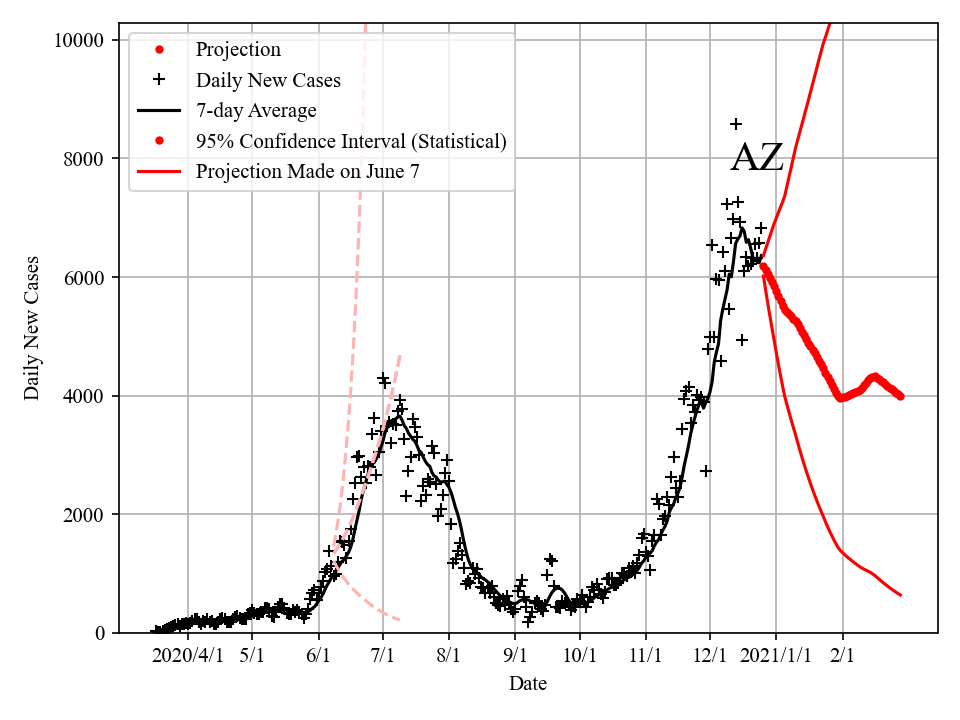 10000
8000
6000
4000
2000
0
Daily New Cases
Projection
Daily New Cases
7-day Average
95% Confidence Interval (Statistical)
Projection Made on June 7
AZ
2020/4/1 5/1 6/1 7/1 8/1 9/1 10/1 11/1 12/1 2021/1/1 2/1
Date